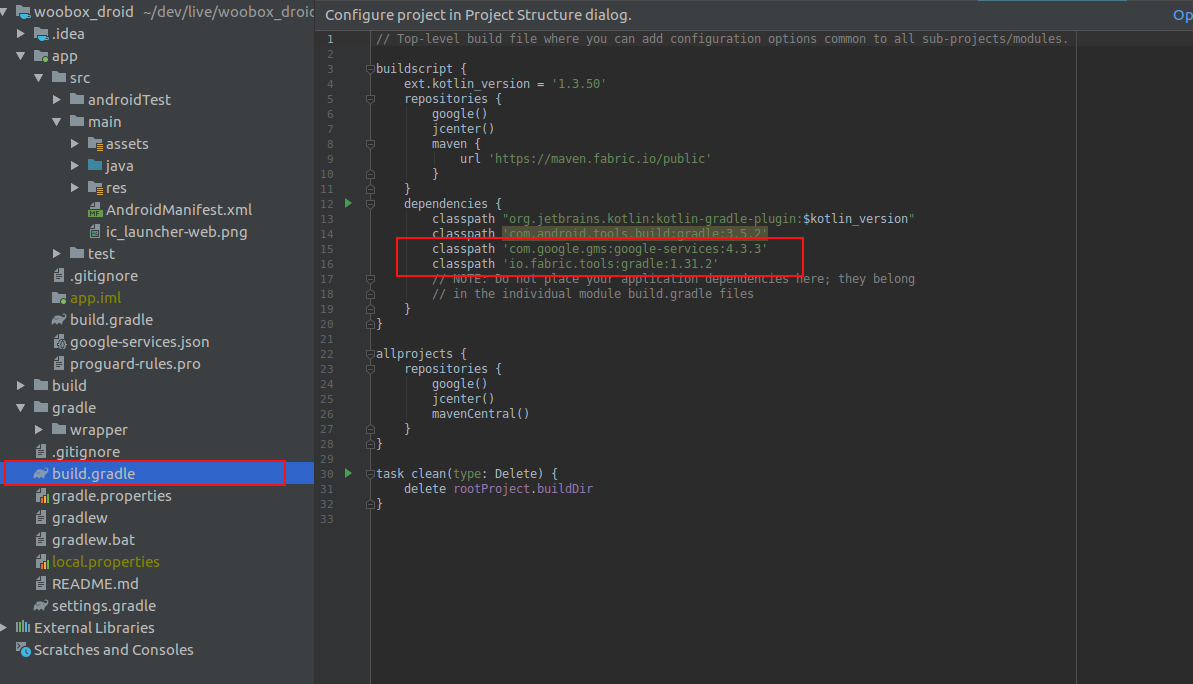 woobox_droid ~/dev/live/woobox_droid
.idea
app
src
androidTest
main
assets
java
res
AndroidManifest.xml
ic_launcher-web.png
test
.gitignore
app.iml
build.gradle
google-services.json
proguard-rules.pro
build
gradle
wrapper
.gitignore
build.gradle
gradle.properties
gradlew
gradlew.bat
local.properties
README.md
settings.gradle
External Libraries
Scratches and Consoles
Configure project in Project Structure dialog. Op
1 // Top-level build file where you can add configuration options common to all sub-projects/modules.
2
3 buildscript {
4 ext.kotlin_version = '1.3.50'
5 repositories {
6 google()
7 jcenter()
8 maven {
9 url 'https://maven.fabric.io/public'
10 }
11 }
12 dependencies {
13 classpath "org.jetbrains.kotlin:kotlin-gradle-plugin:$kotlin_version"
14 classpath 'com.android.tools.build:gradle:3.5.2'
15 classpath 'com.google.gms:google-services:4.3.3'
16 classpath 'io.fabric.tools:gradle:1.31.2'
17 // NOTE: Do not place your application dependencies here; they belong
18 // in the individual module build.gradle files
19 }
20 }
21
22 allprojects {
23 repositories {
24 google()
25 jcenter()
26 mavenCentral()
27 }
28 }
29
30 task clean(type: Delete) {
31 delete rootProject.buildDir
32 }
33